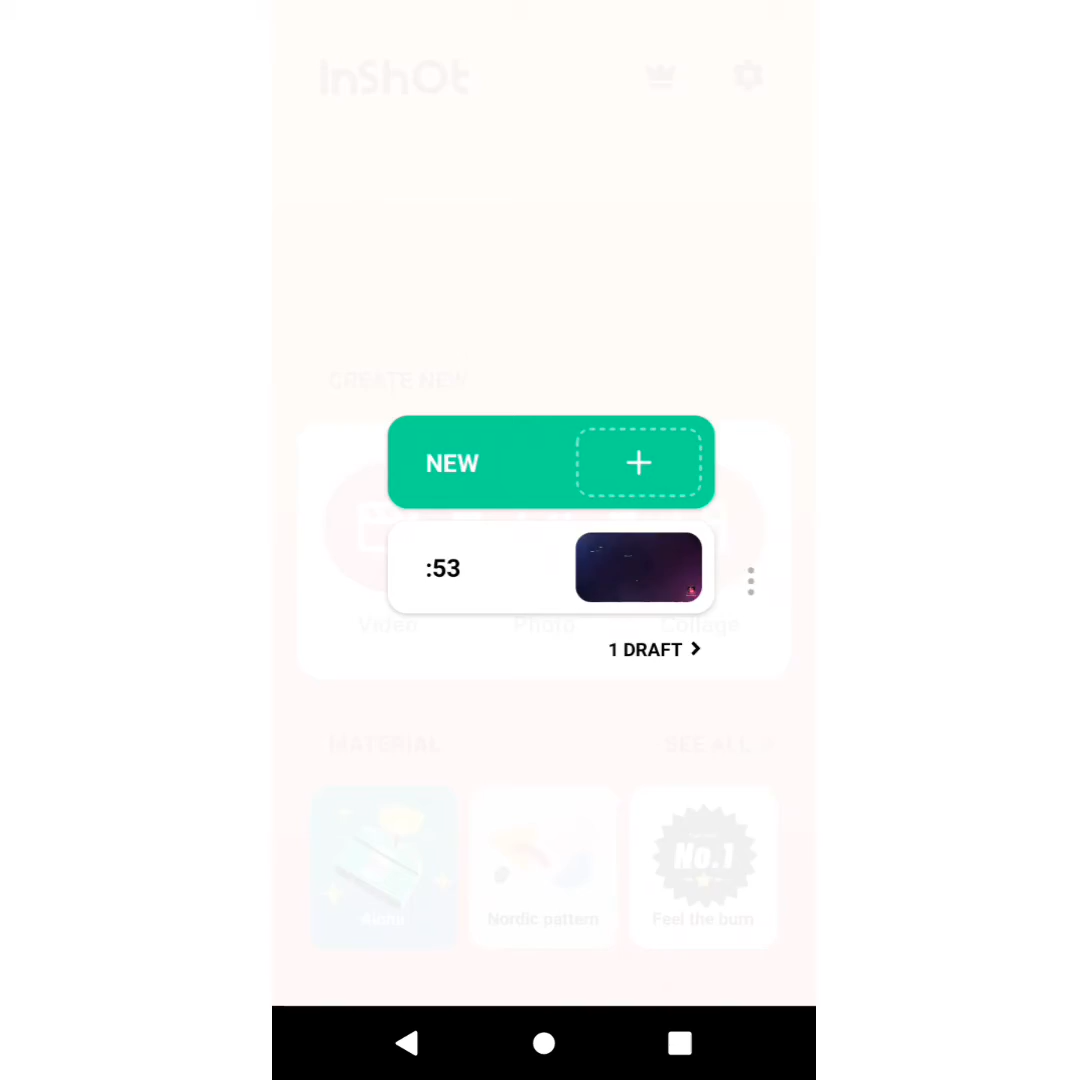 InShOt
CREATE NEW
NEW
:53
Video Photo Collage
1 DRAFT
MATERIAL SEE ALL
Nordic pattern
No.1
Feel the burn